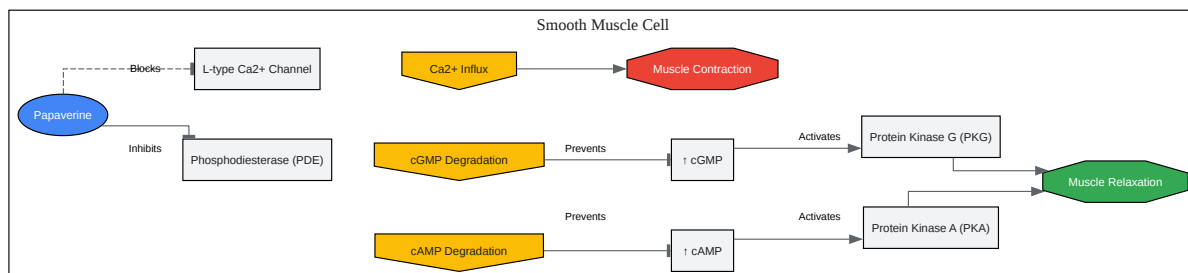 Smooth Muscle Cell
Blocks
L-type Ca2+ Channel
Ca2+ Influx
Muscle Contraction
Papaverine
Inhibits
Phosphodiesterase (PDE)
cGMP Degradation
Prevents
↑ cGMP
Activates
Protein Kinase G (PKG)
Muscle Relaxation
cAMP Degradation
Prevents
↑ cAMP
Activates
Protein Kinase A (PKA)